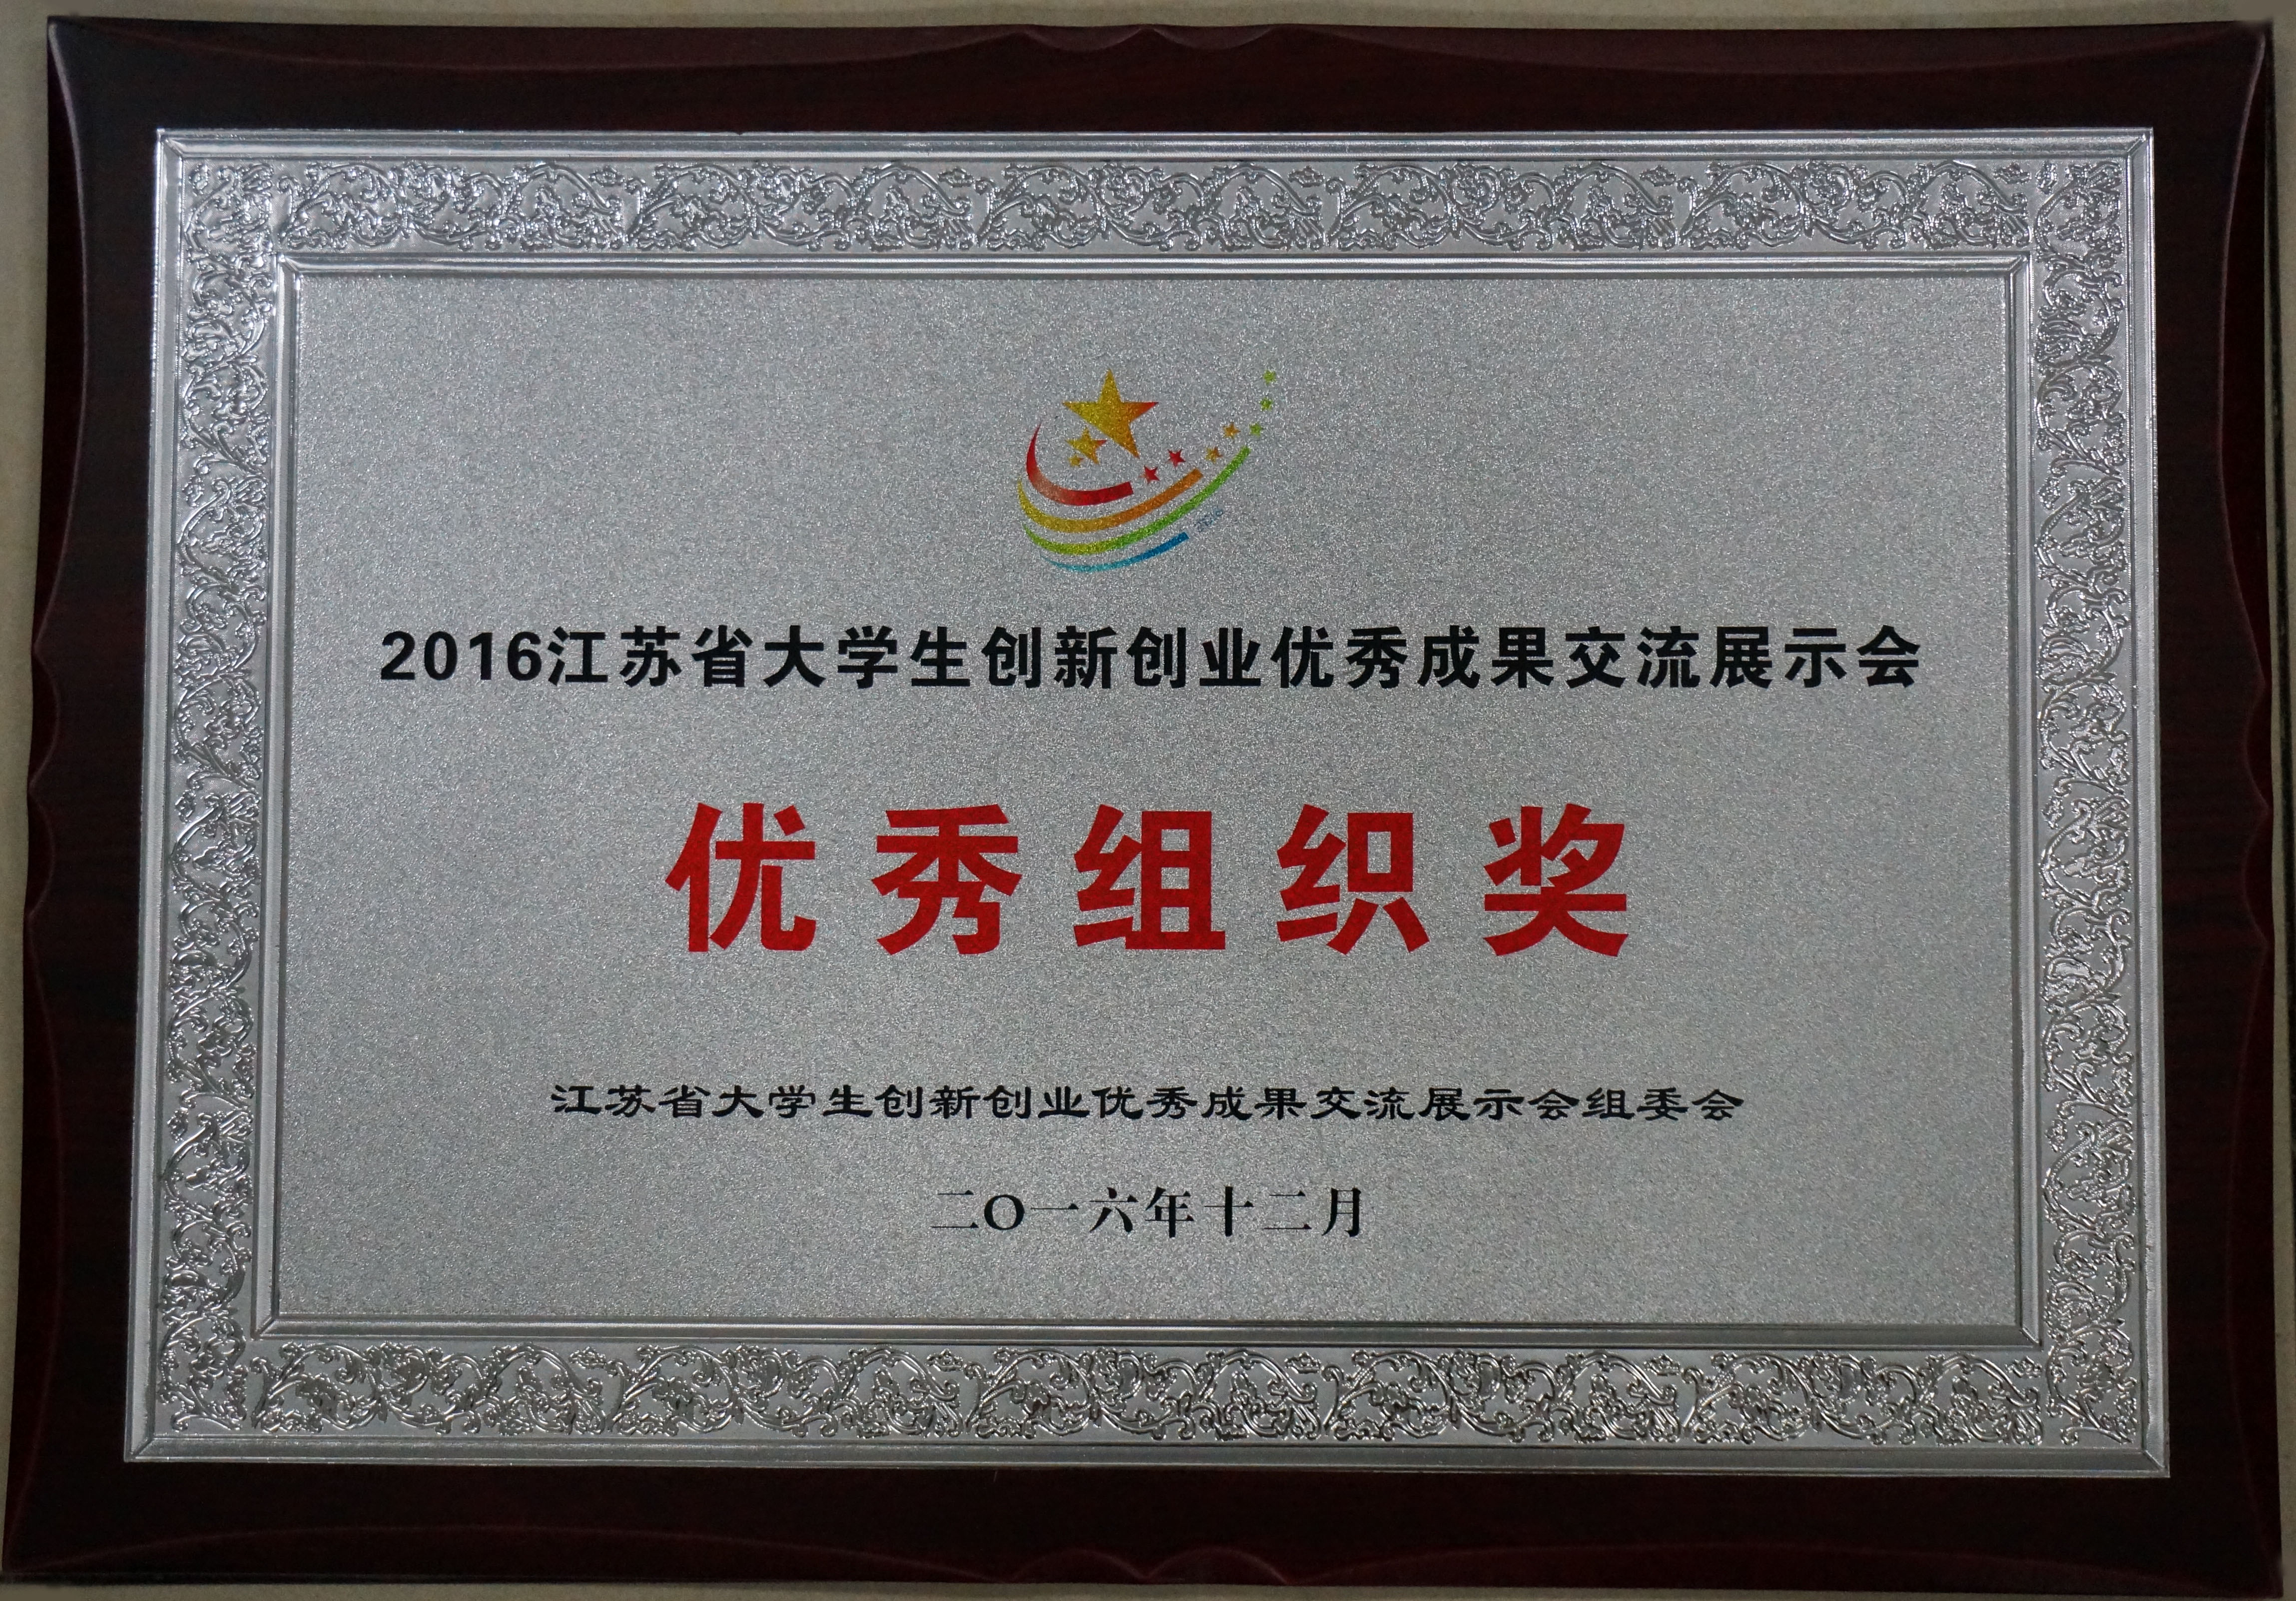 2016江苏省大学生创新创业优秀成果交流展示会
优秀组织奖
江苏省大学生创新创业优秀成果交流展示会组委会
二O一六年十二月